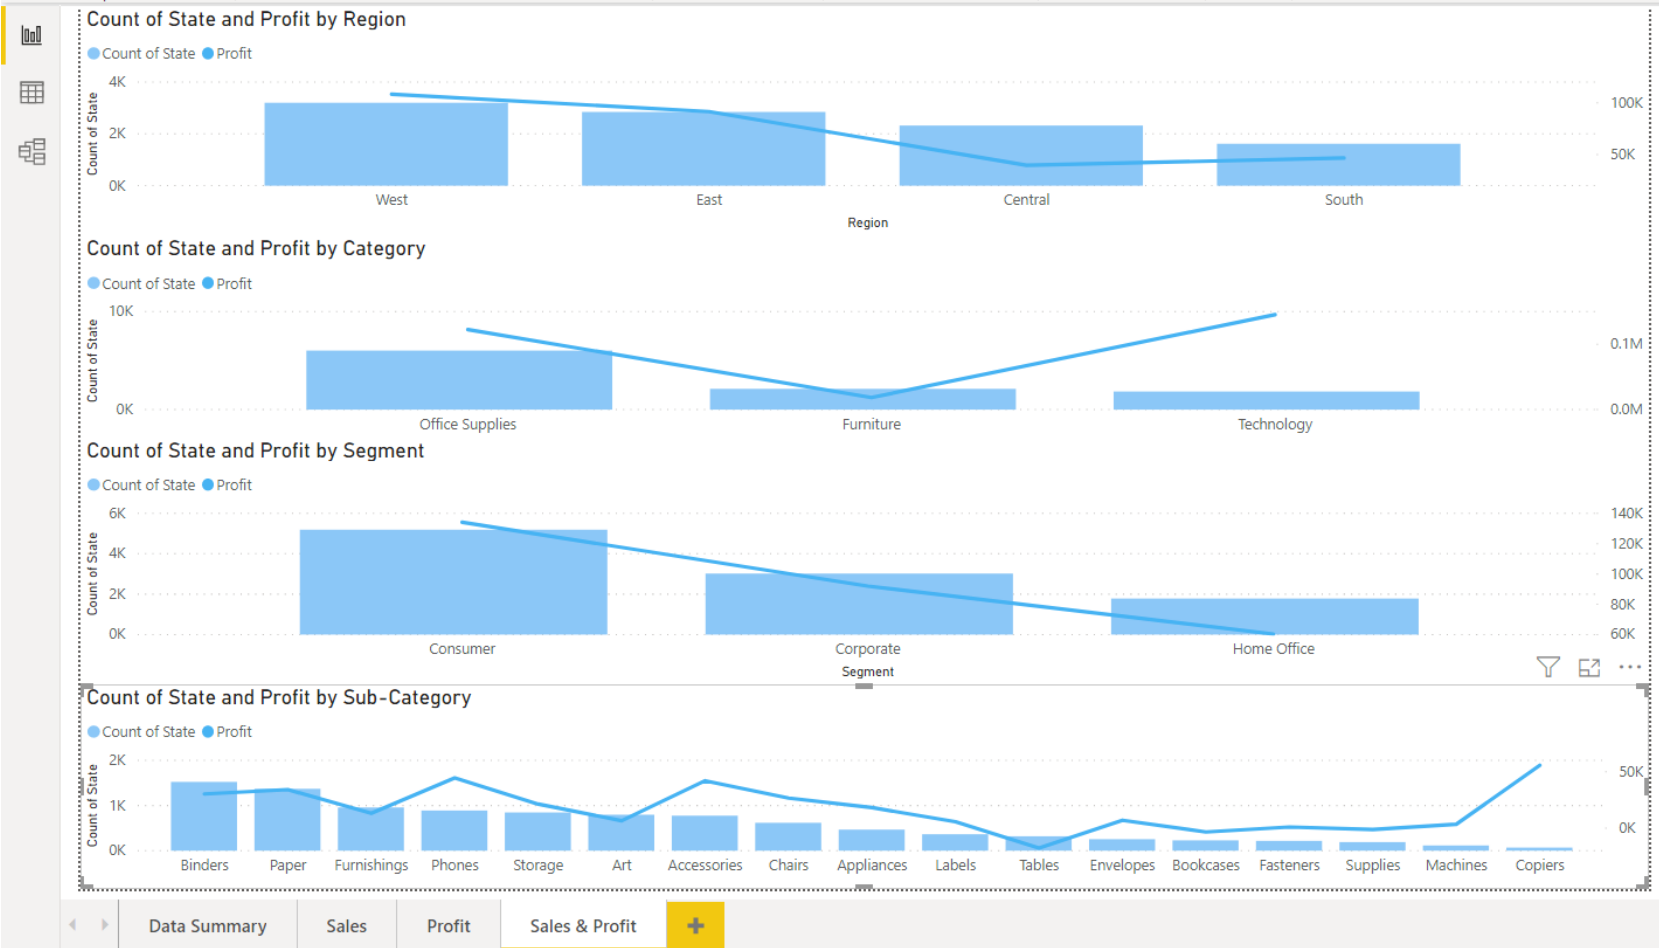 Count of State and Profit by Region
Count of State Profit
4K
2K
0K
Count of State
100K
50K
West East Central South
Region
Count of State and Profit by Category
Count of State Profit
10K
0K
Count of State
0.1M
0.0M
Office Supplies Furniture Technology
Count of State and Profit by Segment
Count of State Profit
6K
4K
2K
0K
Count of State
140K
120K
100K
80K
60K
Consumer Corporate Home Office
Segment
Count of State and Profit by Sub-Category
Count of State Profit
2K
1K
0K
Count of State
50K
0K
Binders Paper Furnishings Phones Storage Art Accessories Chairs Appliances Labels Tables Envelopes Bookcases Fasteners Supplies Machines Copiers
Data Summary Sales Profit Sales & Profit